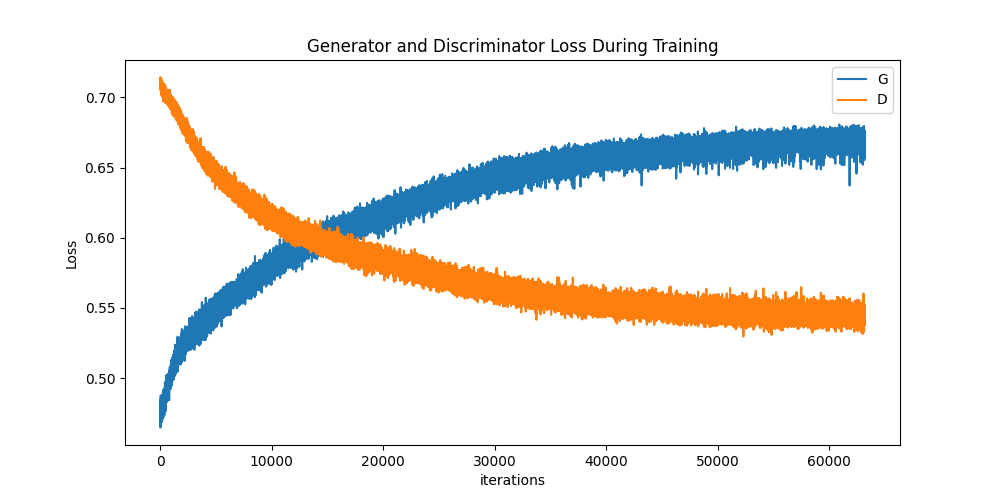 Generator and Discriminator Loss During Training
G
D
0.70
0.65
0.60
0.55
0.50
Loss
0 10000 20000 30000 40000 50000 60000
iterations